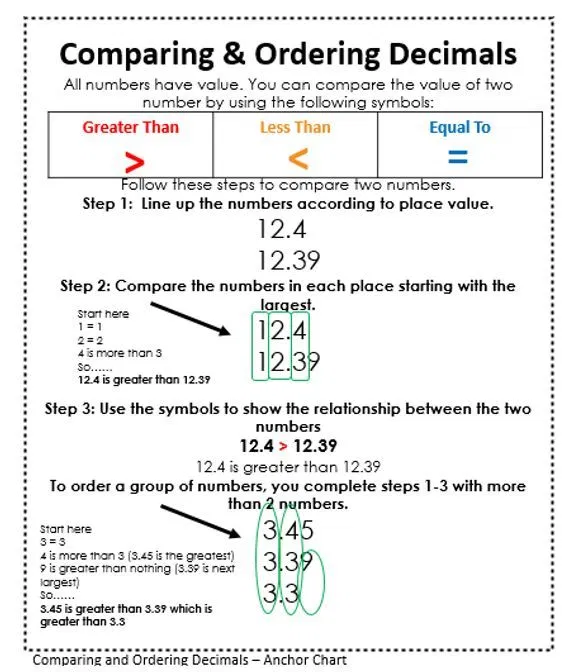 Comparing & Ordering Decimals
All numbers have value. You can compare the value of two
number by using the following symbols:
Greater Than
>
Less Than
<
Equal To
=
Follow these steps to compare two numbers.
Step 1: Line up the numbers according to place value.
12.4
12.39
Step 2: Compare the numbers in each place starting with the
largest.
Start here
1 = 1
2 = 2
4 is more than 3
So......
12.4 is greater than 12.39
12.4
12.39
Step 3: Use the symbols to show the relationship between the two
numbers
12.4 > 12.39
12.4 is greater than 12.39
To order a group of numbers, you complete steps 1-3 with more
than 2 numbers.
Start here
3 = 3
4 is more than 3 (3.45 is the greatest)
9 is greater than nothing (3.39 is next
largest)
So......
3.45 is greater than 3.39 which is
greater than 3.3
3.45
3.39
3.3
Comparing and Ordering Decimals – Anchor Chart